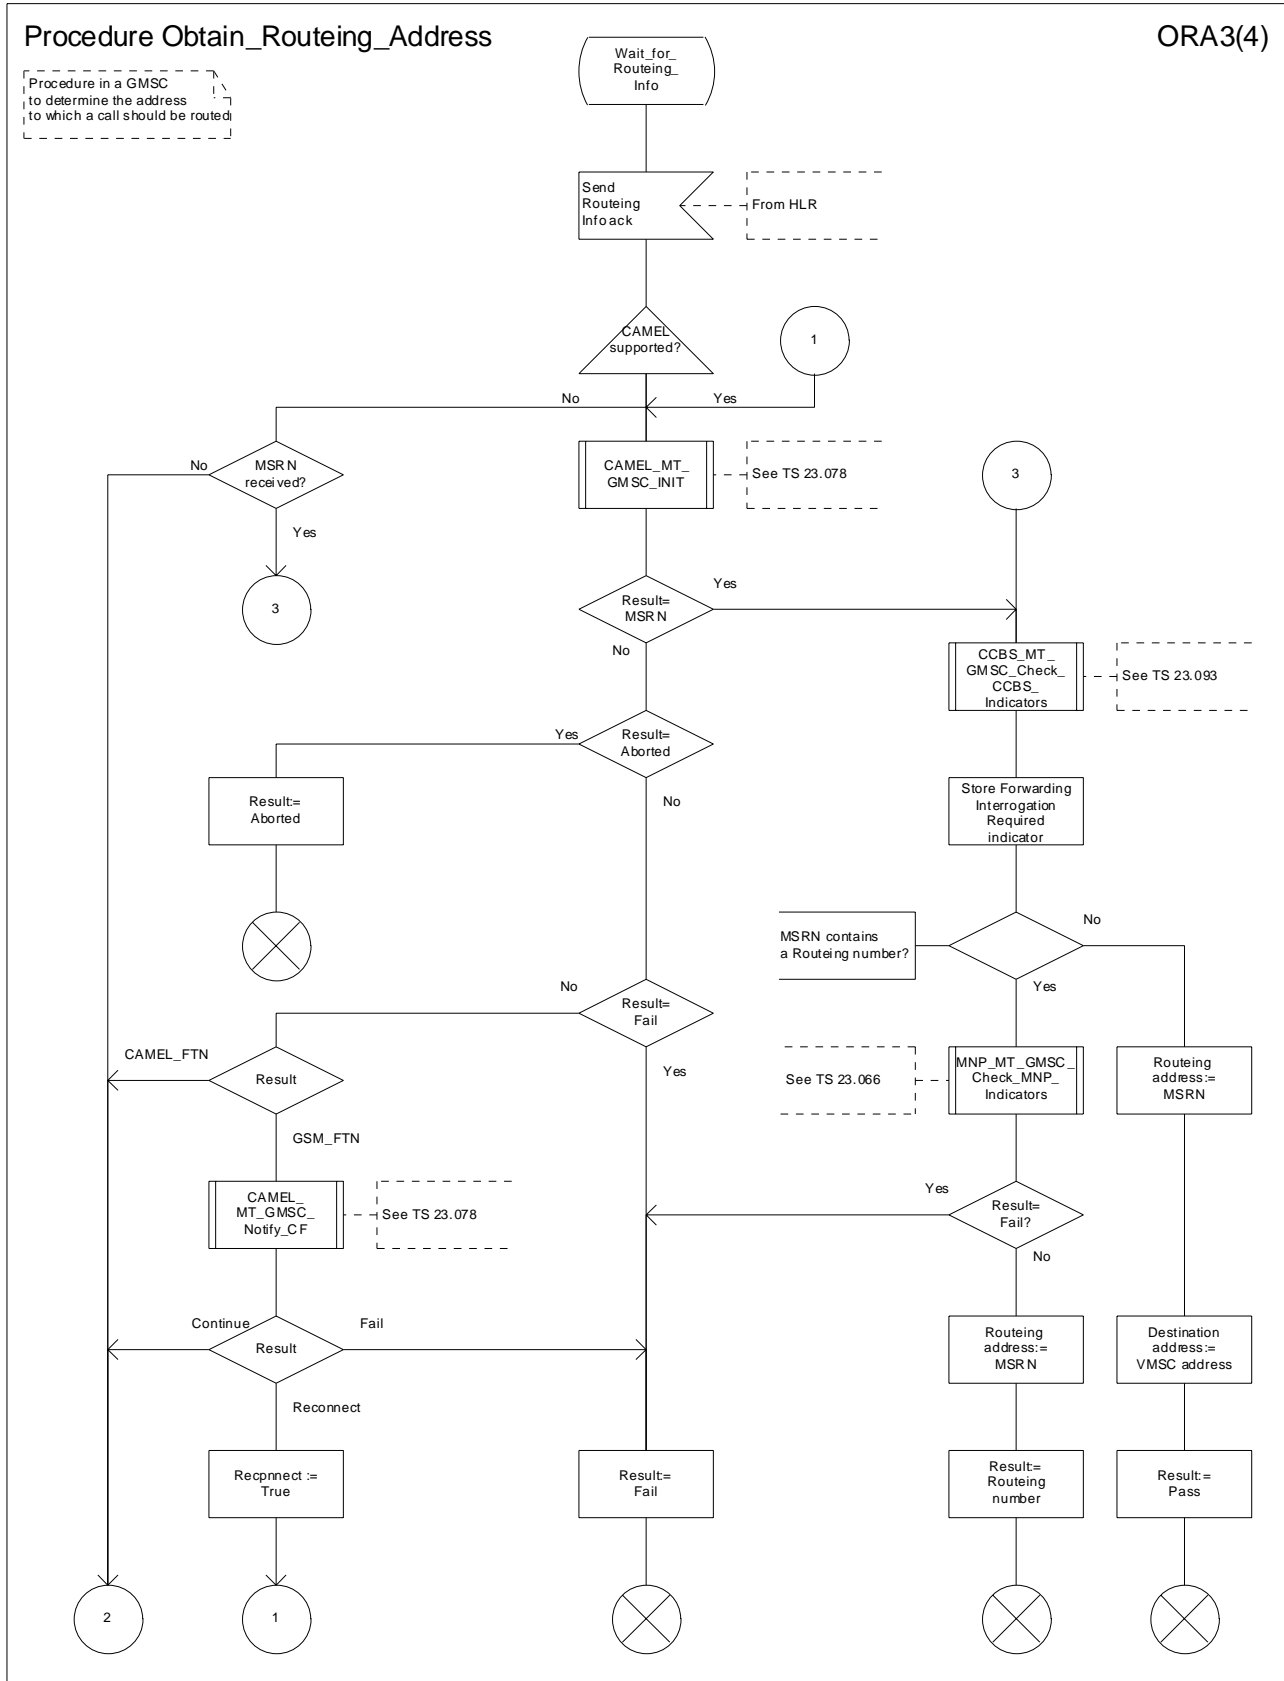 Procedure Obtain_Routeing_Address
ORA3(4)
Procedure in a GMSC
to determine the address
to which a call should be routed
Wait_for_
Routeing_
Info
Send
Routeing
Info ack
From HLR
CAMEL
supported?
1
No
Yes
No
MSRN
received?
Yes
3
CAMEL_MT_
GMSC_INIT
See TS 23.078
3
Result=
MSRN
Yes
No
CCBS_MT_
GMSC_Check_
CCBS_
Indicators
See TS 23.093
Yes
Result=
Aborted
No
Result:=
Aborted
Store Forwarding
Interrogation
Required
indicator
MSRN contains
a Routeing number?
No
Yes
No
Result=
Fail
Yes
CAMEL_FTN
Result
GSM_FTN
See TS 23.066
MNP_MT_GMSC_
Check_MNP_
Indicators
Routeing
address:=
MSRN
CAMEL_
MT_GMSC_
Notify_CF
See TS 23.078
Yes
Result=
Fail?
No
Continue
Result
Fail
Reconnect
Routeing
address:=
MSRN
Destination
address:=
VMSC address
Recpnnect :=
True
Result:=
Fail
Result:=
Routeing
number
Result:=
Pass
2
1